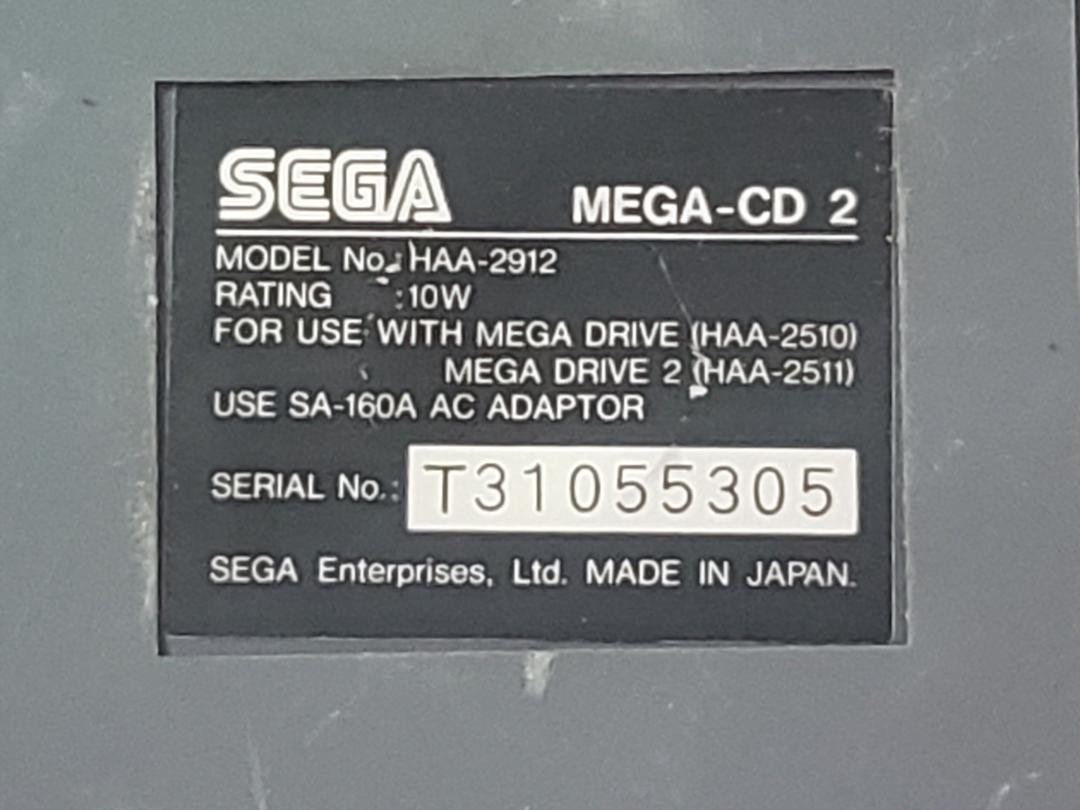 SEGA MEGA-CD 2
MODEL No.: HAA-2912
RATING :10W
FOR USE WITH MEGA DRIVE (HAA-2510)
MEGA DRIVE 2 (HAA-2511)
USE SA-160A AC ADAPTOR
SERIAL No.: T31055305
SEGA Enterprises, Ltd. MADE IN JAPAN.